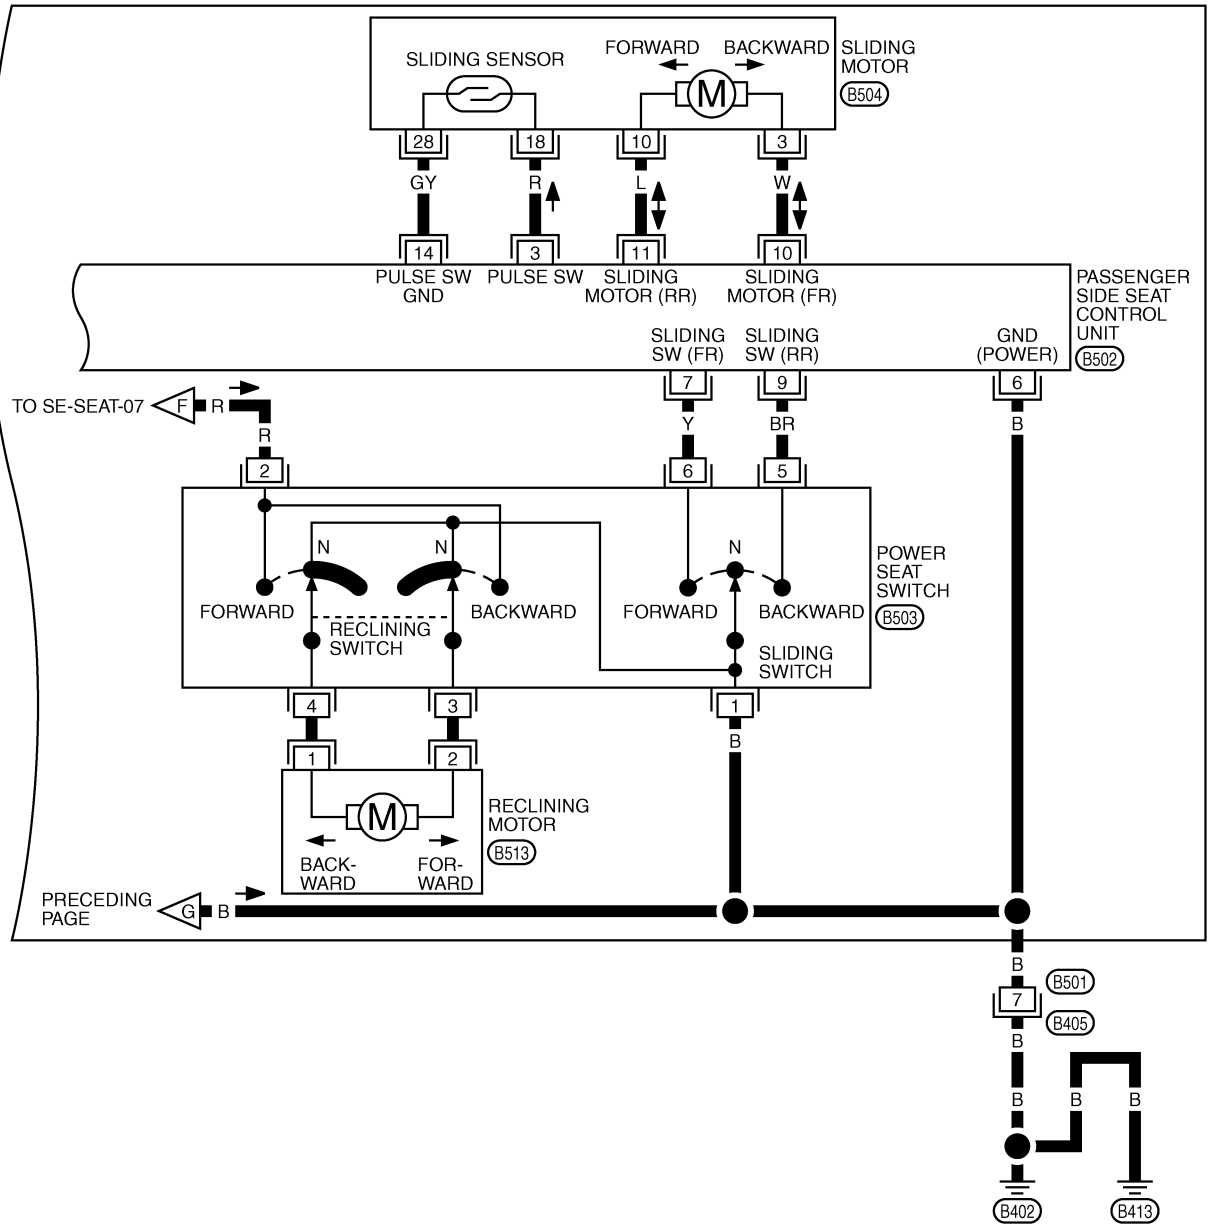 FORWARD BACKWARD
SLIDING
MOTOR
B504
SLIDING SENSOR
M
28 18 10 3
GY R L W
14 3 11 10
PULSE SW
GND
PULSE SW
SLIDING
MOTOR (RR)
SLIDING
MOTOR (FR)
PASSENGER
SIDE SEAT
CONTROL
UNIT
B502
SLIDING
SW (FR)
SLIDING
SW (RR)
GND
(POWER)
7 9 6
TO SE-SEAT-07 F R
R
Y BR B
2 6 5
N N N
FORWARD BACKWARD FORWARD BACKWARD
RECLINING
SWITCH
SLIDING
SWITCH
POWER
SEAT
SWITCH
B503
4 3 1
B
1 2
M
BACK-
WARD
FOR-
WARD
RECLINING
MOTOR
B513
PRECEDING
PAGE
G B
B
B501
7
B405
B
B B B
B402 B413